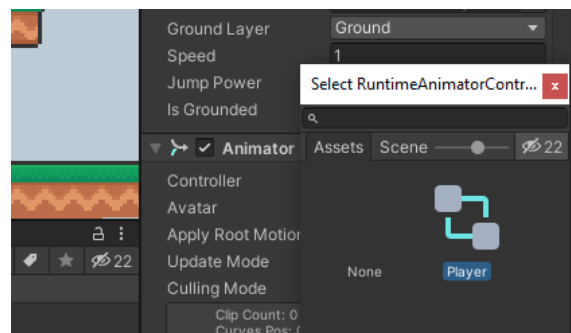 Ground Layer Ground
Speed 1
Jump Power
Is Grounded
Select RuntimeAnimatorContr... x
Assets Scene 22
None Player
Animator
Controller
Avatar
Apply Root Motion
Update Mode
Culling Mode
Clip Count: 0
Curves Pos:
22